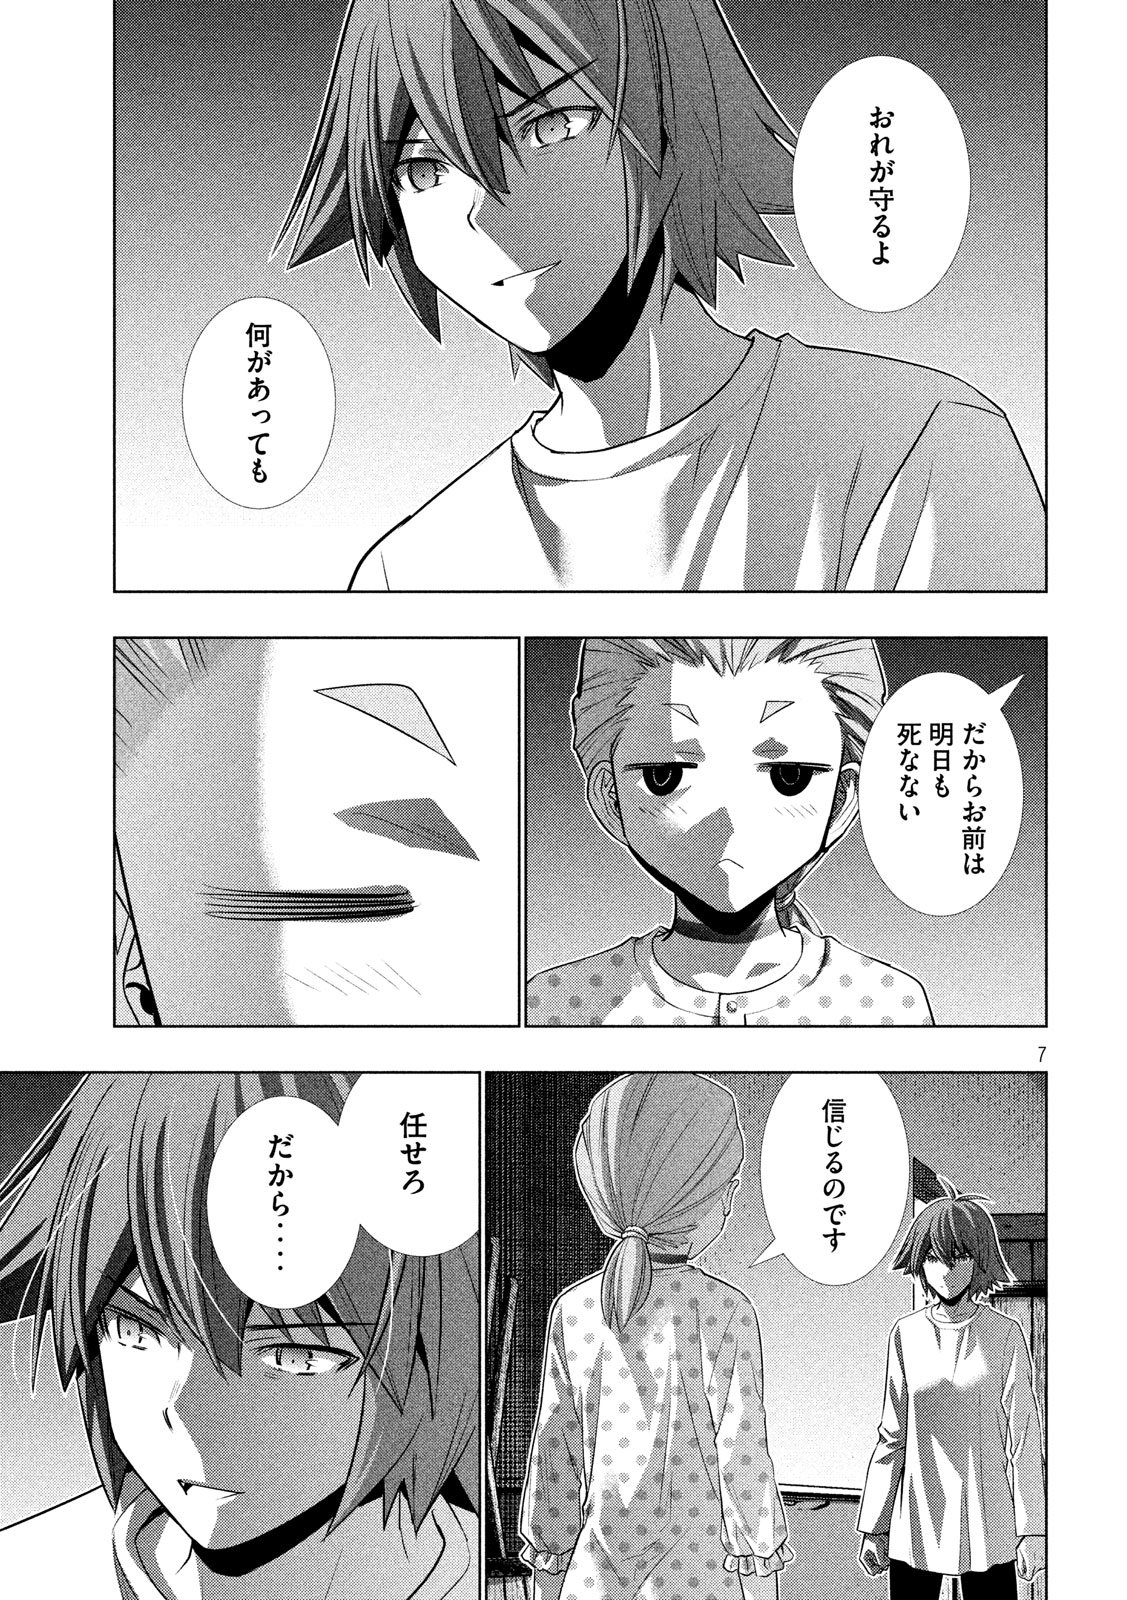 おれが守るよ
何があっても
だからお前は
明日も
死なない
7
信じるのです
任せろ
だから‥‥